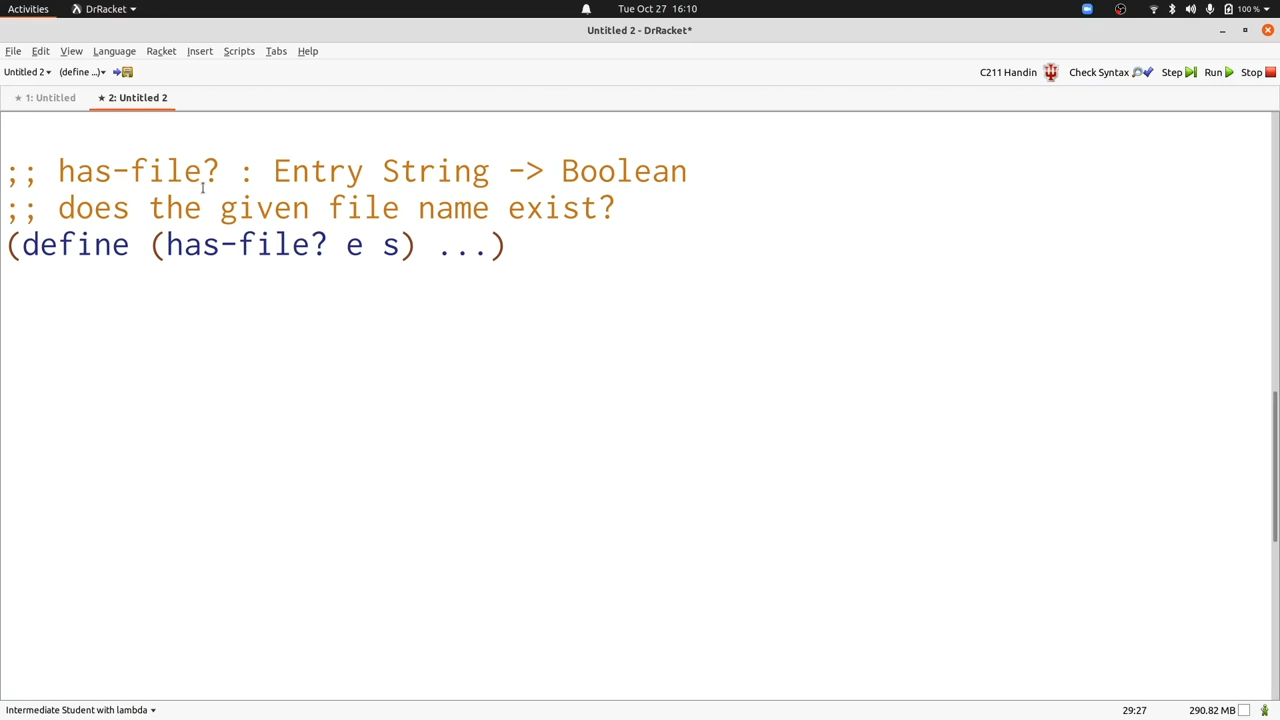 Activities DrRacket Tue Oct 27 16:10 100 %
Untitled 2 - DrRacket*
File Edit View Language Racket Insert Scripts Tabs Help
Untitled 2 (define ...) C211 Handin Check Syntax Step Run Stop
★ 1: Untitled ★ 2: Untitled 2
;; has-file? : Entry String -> Boolean
;; does the given file name exist?
(define (has-file? e s) ...)
Intermediate Student with lambda 29:27 290.82 MB